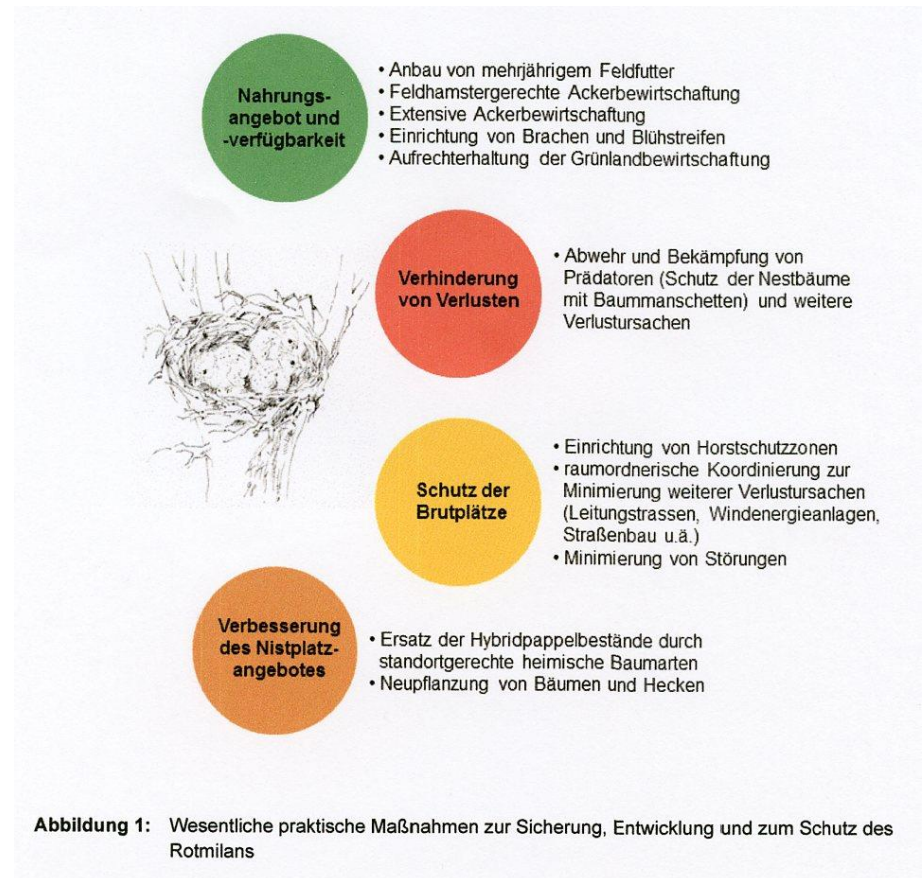 Nahrungs-
angebot und
-verfügbarkeit
• Anbau von mehrjährigem Feldfutter
• Feldhamstergerechte Ackerbewirtschaftung
• Extensive Ackerbewirtschaftung
• Einrichtung von Brachen und Blühstreifen
• Aufrechterhaltung der Grünlandbewirtschaftung
Verhinderung
von Verlusten
• Abwehr und Bekämpfung von
Prädatoren (Schutz der Nestbäume
mit Baummanschetten) und weitere
Verlustursachen
Schutz der
Brutplätze
• Einrichtung von Horstschutzzonen
• raumordnerische Koordinierung zur
Minimierung weiterer Verlustursachen
(Leitungstrassen, Windenergieanlagen,
Straßenbau u.ä.)
• Minimierung von Störungen
Verbesserung
des Nistplatz-
angebotes
• Ersatz der Hybridpappelbestände durch
standortgerechte heimische Baumarten
• Neupflanzung von Bäumen und Hecken
Abbildung 1: Wesentliche praktische Maßnahmen zur Sicherung, Entwicklung und zum Schutz des
Rotmilans